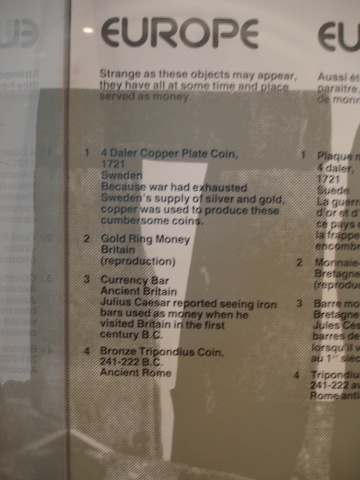 EUROPE
Strange as these objects may appear,
they have all at some time and place
served as money.
1 4 Daler Copper Plate Coin,
1721
Sweden
Because war had exhausted
Sweden's supply of silver and gold,
copper was used to produce these
cumbersome coins.
2 Gold Ring Money
Britain
(reproduction)
3 Currency Bar
Ancient Britain
Julius Caesar reported seeing iron
bars used as money when he
visited Britain in the first
century B.C.
4 Bronze Tripondius Coin,
241-222 B.C.
Ancient Rome
EU
Aussi et
paraître,
de monn
1 Plaque m
4 daler,
1721
Suède
La guerr
d'or et d'
ce pays
la frappe
encombr
2 Monnaie-
Bretagne
(reproduc
3 Barre mo
Bretagne
Jules Cés
barres de
lorsqu'il v
au 1er sièc
4 Tripondiu
241-222 av
Rome anti